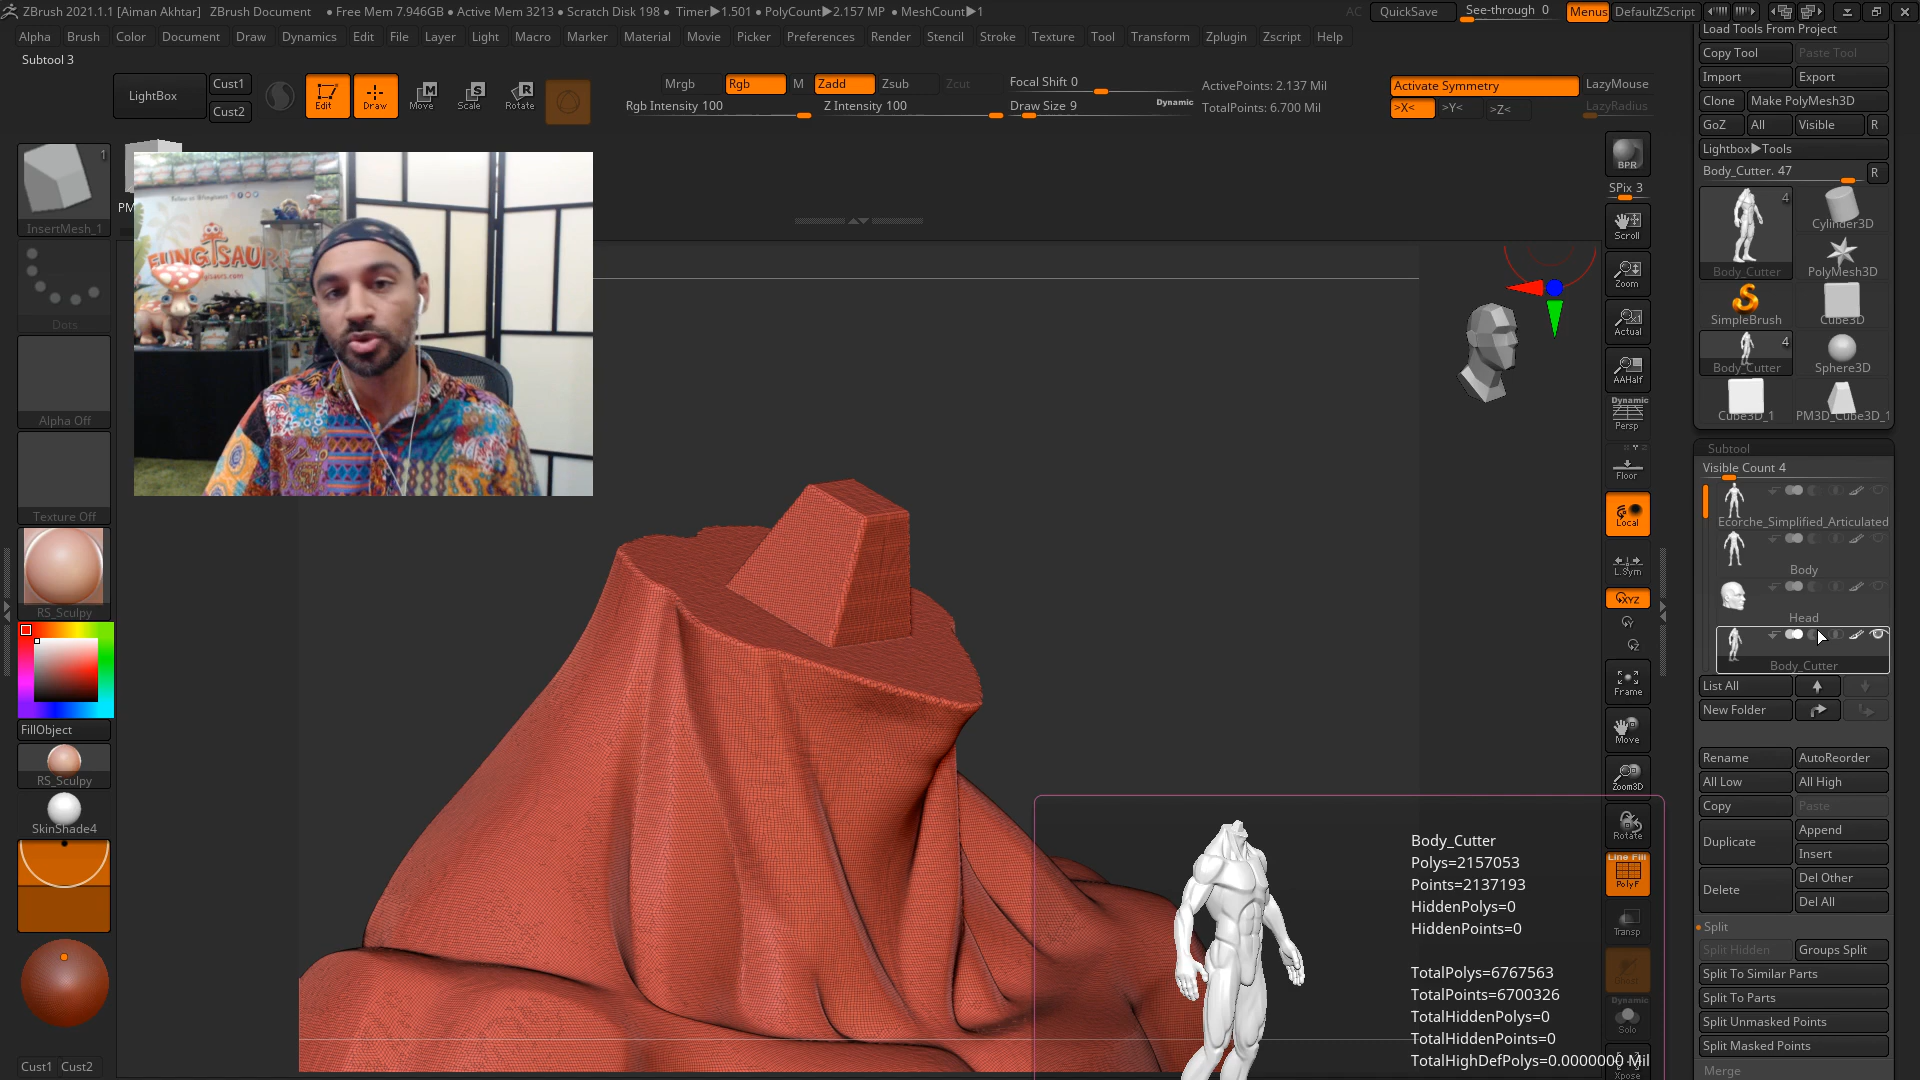 ZBrush 2021.1.1 [Aiman Akhtar] ZBrush Document • Free Mem 7.946GB • Active Mem 3213 • Scratch Disk 198 • Timer▶1.501 • PolyCount▶2.157 MP • MeshCount▶1 AC QuickSave See-through 0 Menus DefaultZScript
Alpha Brush Color Document Draw Dynamics Edit File Layer Light Macro Marker Material Movie Picker Preferences Render Stencil Stroke Texture Tool Transform Zplugin Zscript Help
Subtool 3
LightBox
Cust1
Cust2
Edit
Draw
Move
Scale
Rotate
Mrgb Rgb M Zadd Zsub Zcut
Rgb Intensity 100 Z Intensity 100
Focal Shift 0
Draw Size 9 Dynamic
ActivePoints: 2.137 Mil
TotalPoints: 6.700 Mil
Activate Symmetry
>X< >Y< >Z<
LazyMouse
LazyRadius
1
InsertMesh_1
PM
Dots
Alpha Off
Texture Off
RS_Sculpy
FillObject
RS_Sculpy
SkinShade4
Cust1 Cust2
FUNGISAURS
BPR
SPix 3
Scroll
Zoom
Actual
AAHalf
Dynamic
Persp
Floor
Local
L.Sym
XYZ
Frame
Move
Zoom3D
Rotate
Line Fill
PolyF
Transp
Ghost
Dynamic
Solo
Xpose
Load Tools From Project
Copy Tool Paste Tool
Import Export
Clone Make PolyMesh3D
GoZ All Visible R
Lightbox▶Tools
Body_Cutter. 47 R
4
Body_Cutter
Cylinder3D
PolyMesh3D
SimpleBrush
Cube3D
4
Body_Cutter
Sphere3D
Cube3D_1
PM3D_Cube3D_1
Subtool
Visible Count 4
Ecorche_Simplified_Articulated
Body
Head
Body_Cutter
List All
New Folder
Rename AutoReorder
All Low All High
Copy Paste
Duplicate Append
Insert
Delete Del Other
Del All
Split
Split Hidden Groups Split
Split To Similar Parts
Split To Parts
Split Unmasked Points
Split Masked Points
Merge
Body_Cutter
Polys=2157053
Points=2137193
HiddenPolys=0
HiddenPoints=0
TotalPolys=6767563
TotalPoints=6700326
TotalHiddenPolys=0
TotalHiddenPoints=0
TotalHighDefPolys=0.0000000 Mil